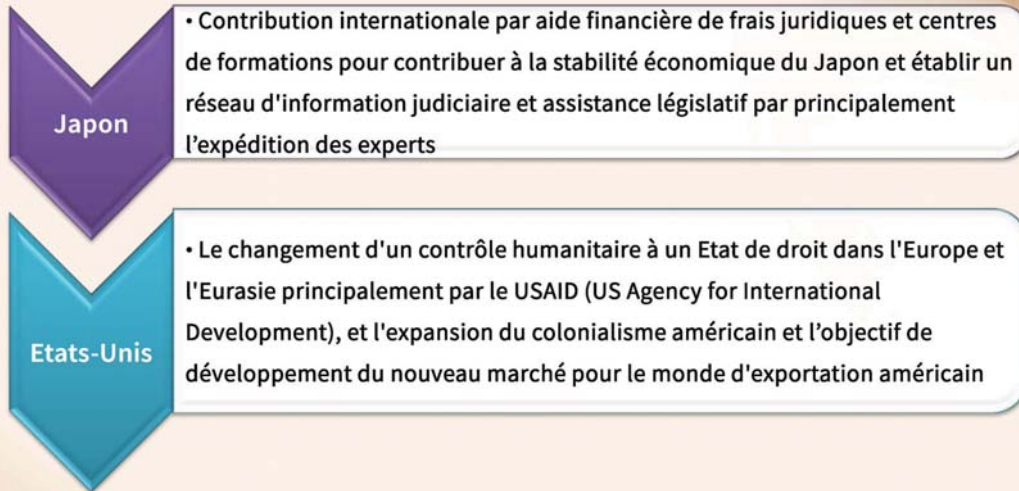 Japon
• Contribution internationale par aide financière de frais juridiques et centres
de formations pour contribuer à la stabilité économique du Japon et établir un
réseau d'information judiciaire et assistance législatif par principalement
l’expédition des experts
Etats-Unis
• Le changement d'un contrôle humanitaire à un Etat de droit dans l'Europe et
l'Eurasie principalement par le USAID (US Agency for International
Development), et l'expansion du colonialisme américain et l’objectif de
développement du nouveau marché pour le monde d'exportation américain